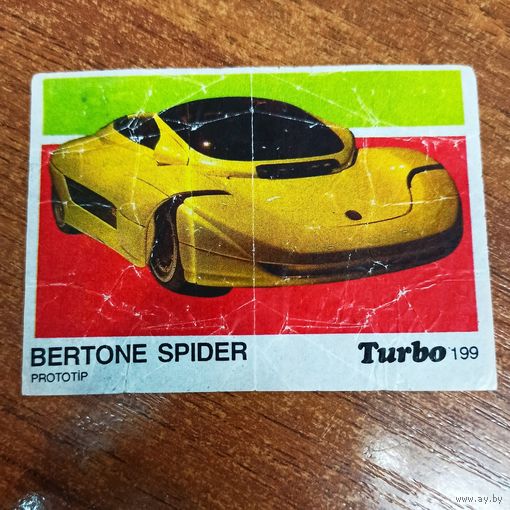 BERTONE SPIDER
PROTOTİP
Turbo 199
www.ay.by